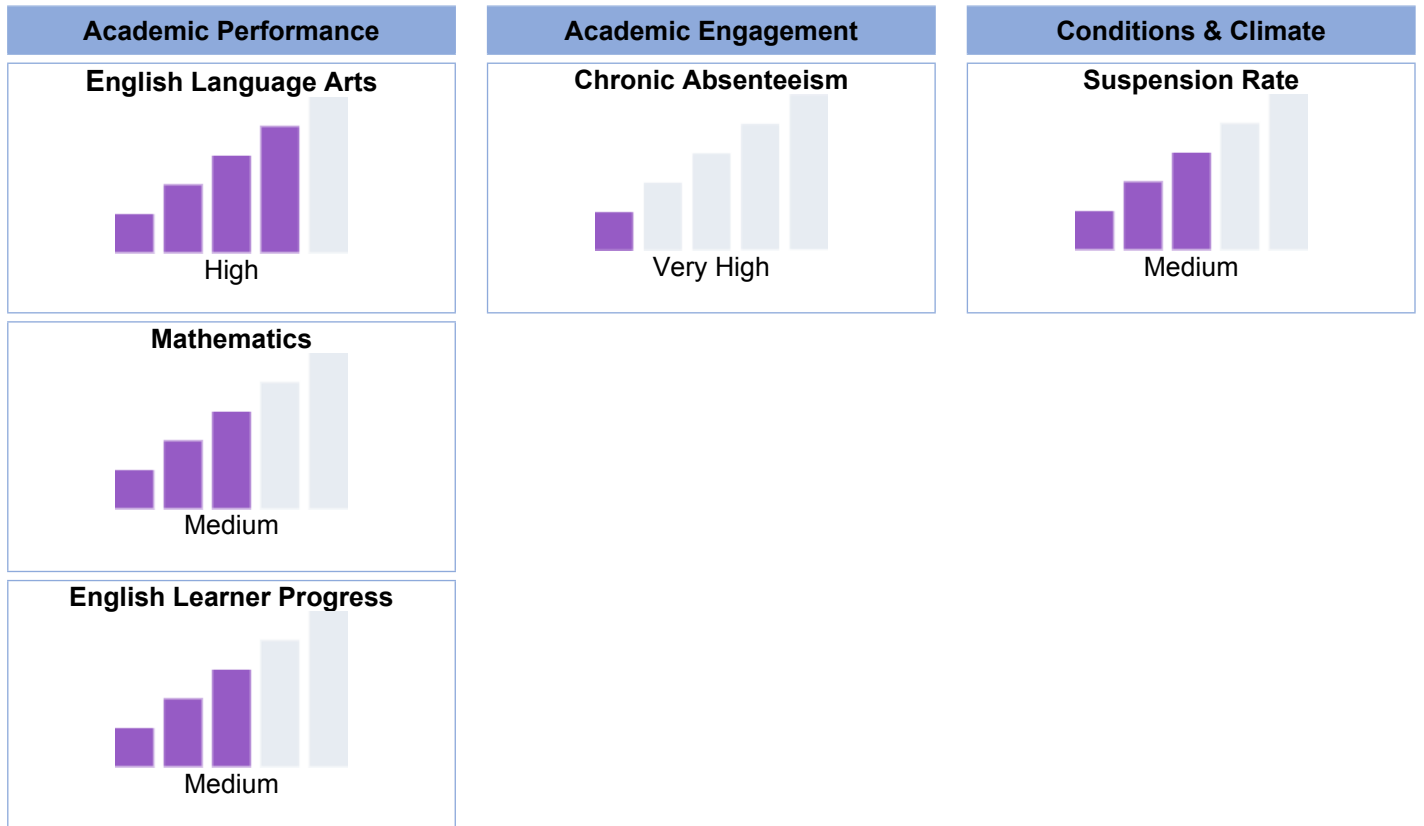 Academic Performance
English Language Arts
High
Mathematics
Medium
English Learner Progress
Medium
Academic Engagement
Chronic Absenteeism
Very High
Conditions & Climate
Suspension Rate
Medium